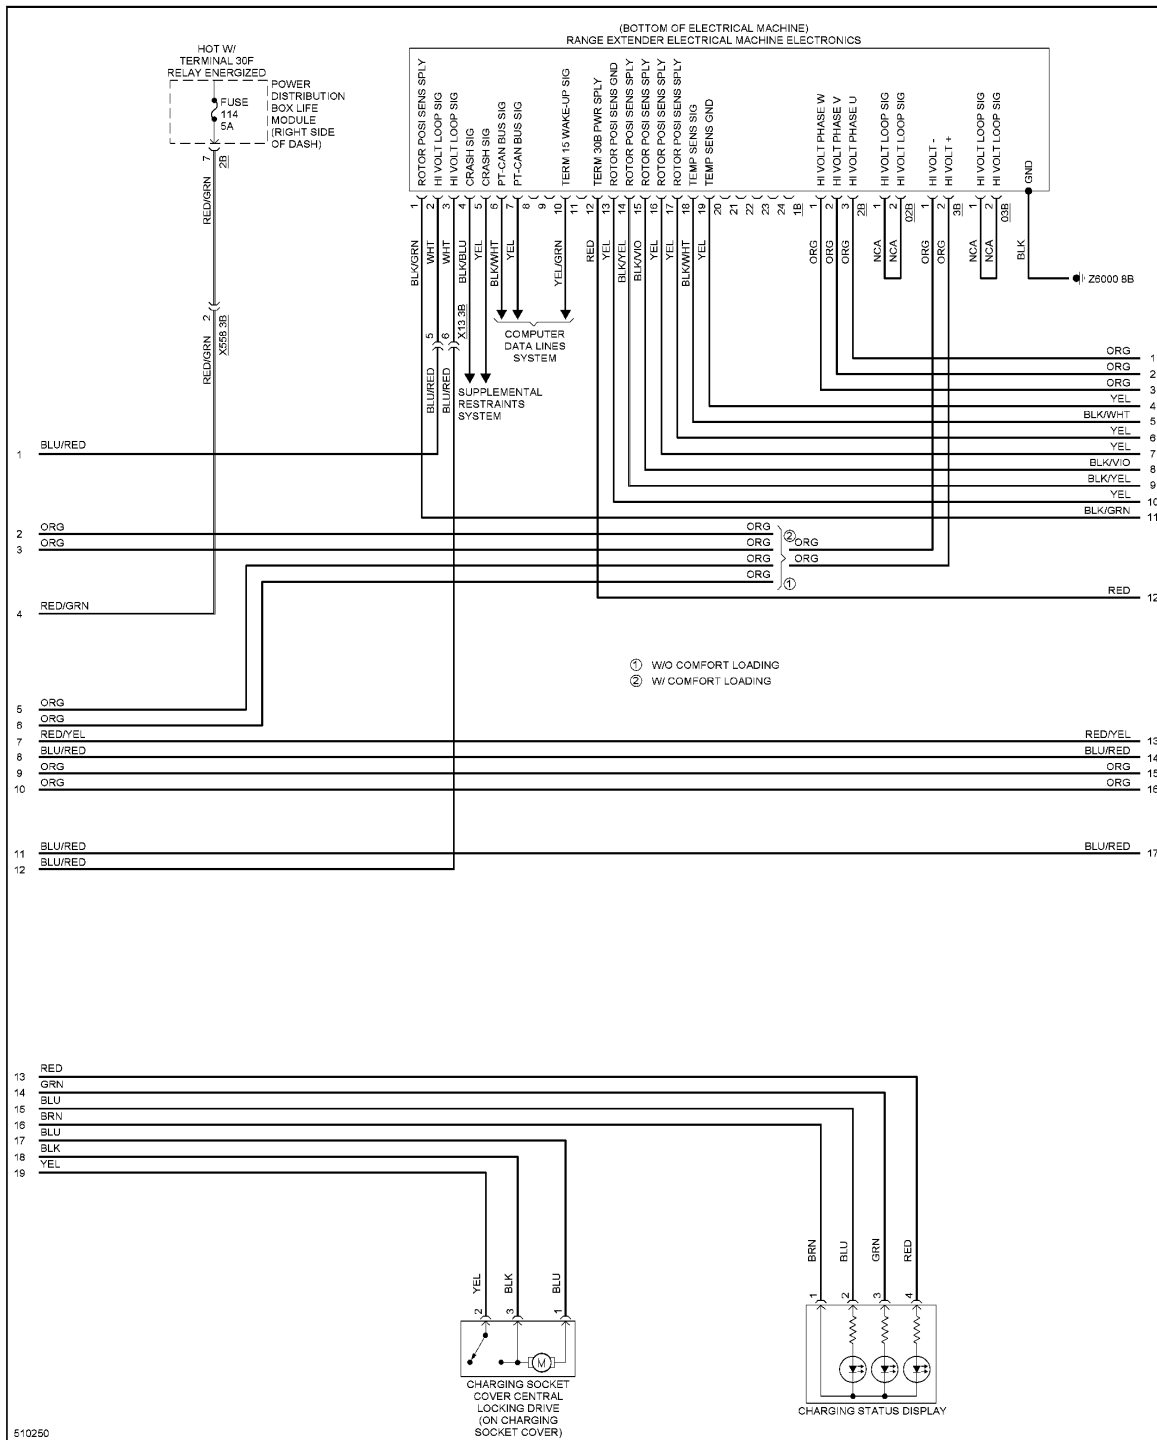 (BOTTOM OF ELECTRICAL MACHINE)
RANGE EXTENDER ELECTRICAL MACHINE ELECTRONICS
HOT W/
TERMINAL 30F
RELAY ENERGIZED
POWER
DISTRIBUTION
BOX LIFE
MODULE
(RIGHT SIDE
OF DASH)
FUSE
114
5A
7
2B
RED/GRN
2
X558 3B
RED/GRN
ROTOR POSI SENS SPLY
HI VOLT LOOP SIG
HI VOLT LOOP SIG
CRASH SIG
CRASH SIG
PT-CAN BUS SIG
PT-CAN BUS SIG
TERM 15 WAKE-UP SIG
TERM 30B PWR SPLY
ROTOR POSI SENS GND
ROTOR POSI SENS SPLY
ROTOR POSI SENS SPLY
ROTOR POSI SENS SPLY
ROTOR POSI SENS SPLY
TEMP SENS SIG
TEMP SENS GND
HI VOLT PHASE W
HI VOLT PHASE V
HI VOLT PHASE U
HI VOLT LOOP SIG
HI VOLT LOOP SIG
HI VOLT -
HI VOLT +
HI VOLT LOOP SIG
HI VOLT LOOP SIG
GND
1
2
3
4
5
6
7
8
9
10
11
12
13
14
15
16
17
18
19
20
21
22
23
24
1B
1
2
3
2B
1
2
02B
1
2
3B
1
2
03B
BLK/GRN
WHT
WHT
BLK/BLU
YEL
BLK/WHT
YEL
YEL/GRN
RED
YEL
BLK/YEL
BLK/VIO
YEL
YEL
BLK/WHT
YEL
ORG
ORG
ORG
NCA
NCA
ORG
ORG
NCA
NCA
BLK
Z6000 8B
5
6
X13 3B
BLU/RED
BLU/RED
COMPUTER
DATA LINES
SYSTEM
SUPPLEMENTAL
RESTRAINTS
SYSTEM
ORG 1
ORG 2
ORG 3
YEL 4
BLK/WHT 5
YEL 6
YEL 7
BLK/VIO 8
BLK/YEL 9
YEL 10
BLK/GRN 11
1 BLU/RED
2 ORG
3 ORG
ORG
ORG
ORG
ORG
2
ORG
ORG
1
RED 12
4 RED/GRN
1 W/O COMFORT LOADING
2 W/ COMFORT LOADING
5 ORG
6 ORG
7 RED/YEL
RED/YEL 13
8 BLU/RED
BLU/RED 14
9 ORG
ORG 15
10 ORG
ORG 16
11 BLU/RED
BLU/RED 17
12 BLU/RED
13 RED
14 GRN
15 BLU
16 BRN
17 BLU
18 BLK
19 YEL
YEL
BLK
BLU
2
3
1
M
CHARGING SOCKET
COVER CENTRAL
LOCKING DRIVE
(ON CHARGING
SOCKET COVER)
BRN
BLU
GRN
RED
1
2
3
4
CHARGING STATUS DISPLAY
510250